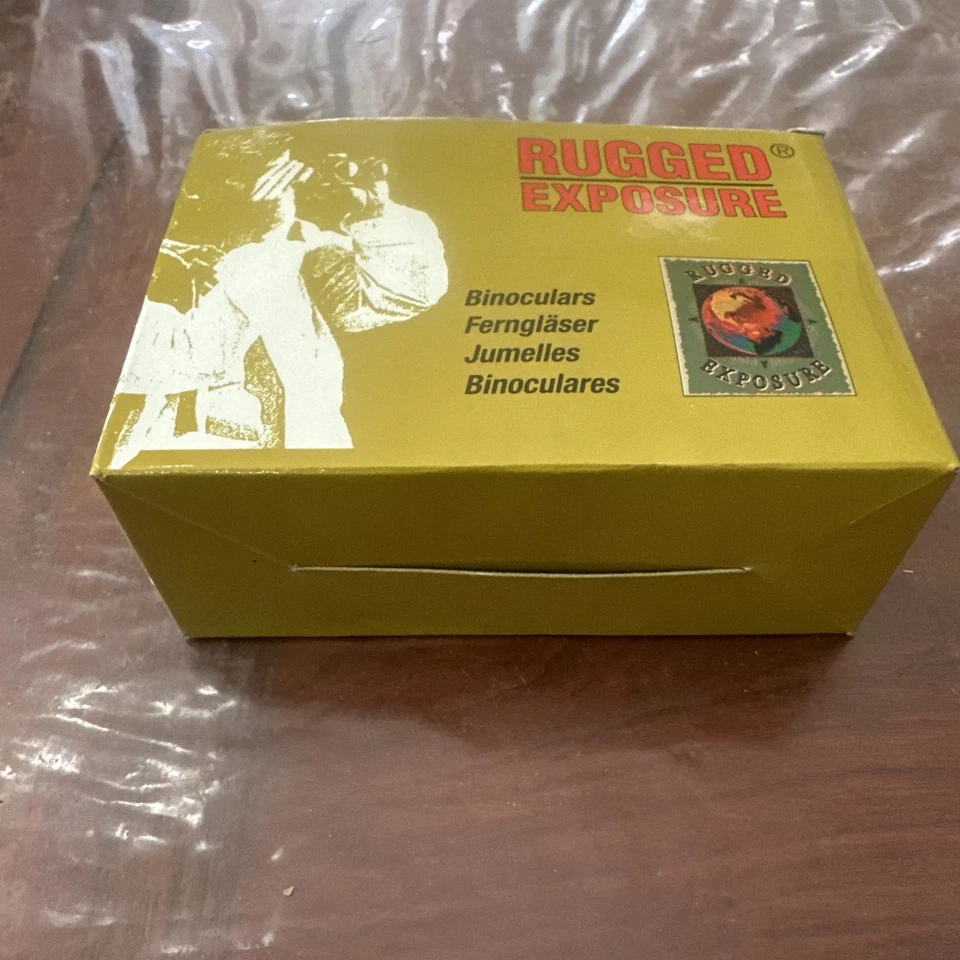 RUGGED®
EXPOSURE
Binoculars
Ferngläser
Jumelles
Binoculares
RUGGED
EXPOSURE